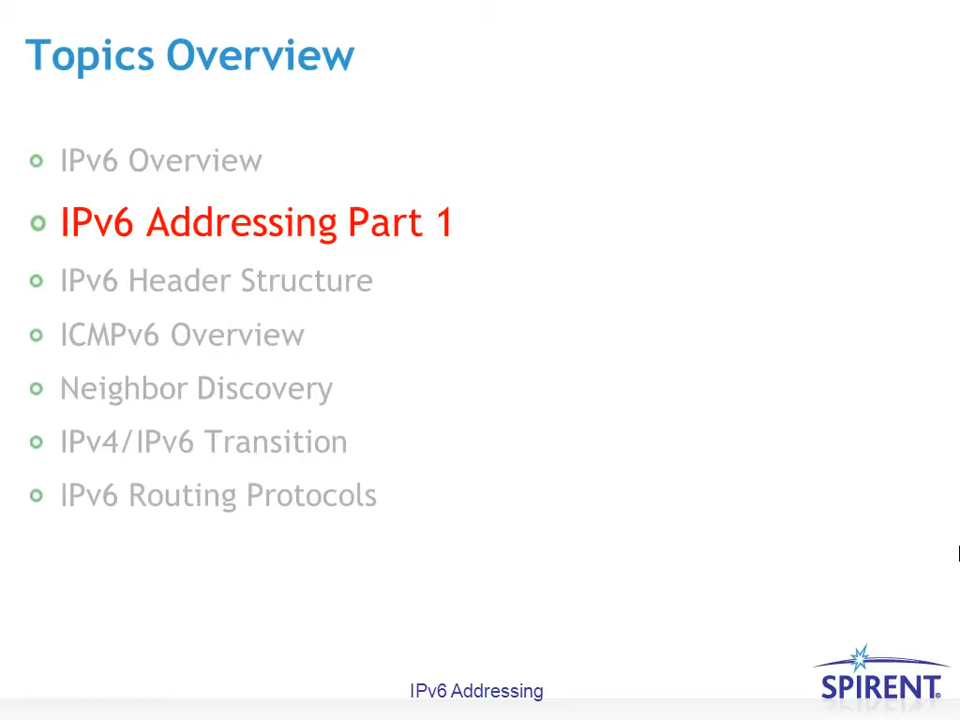 Topics Overview
IPv6 Overview
IPv6 Addressing Part 1
IPv6 Header Structure
ICMPv6 Overview
Neighbor Discovery
IPv4/IPv6 Transition
IPv6 Routing Protocols
IPv6 Addressing
SPIRENT®